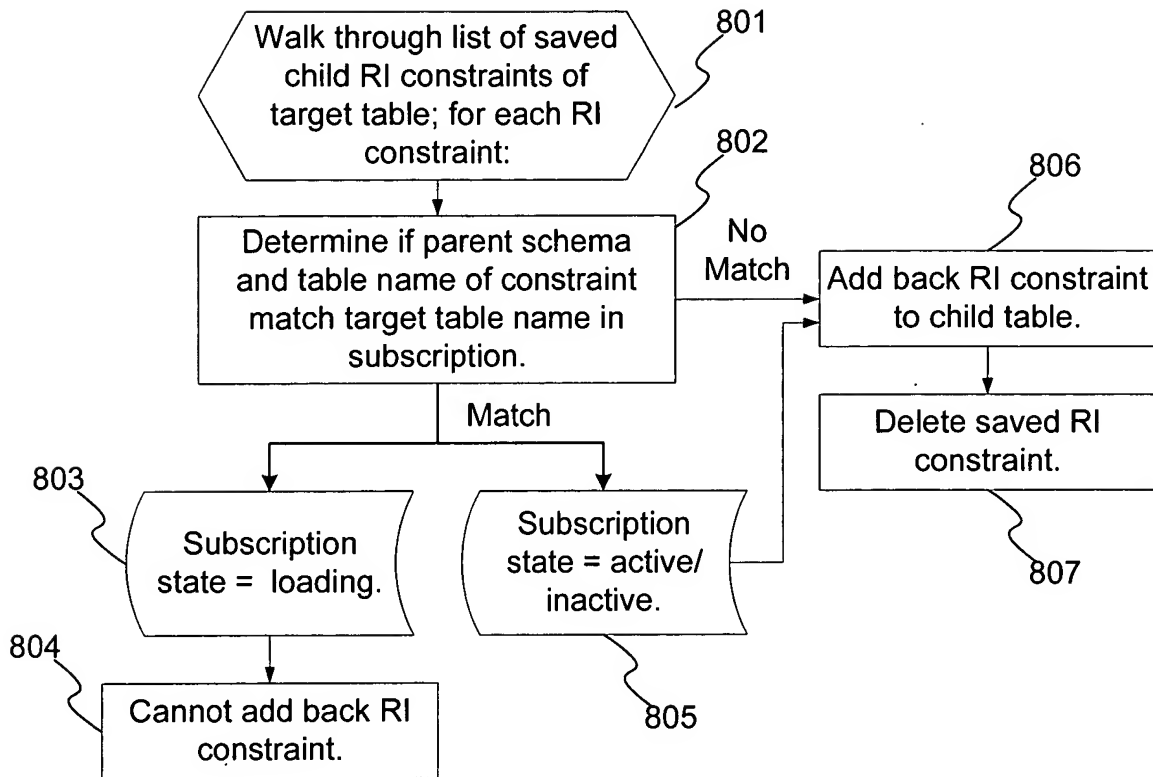 Walk through list of saved
child RI constraints of
target table; for each RI
constraint:
801
802
Determine if parent schema
and table name of constraint
match target table name in
subscription.
No
Match
806
Add back RI constraint
to child table.
Match
Delete saved RI
constraint.
807
803
Subscription
state = loading.
Subscription
state = active/
inactive.
805
804
Cannot add back RI
constraint.